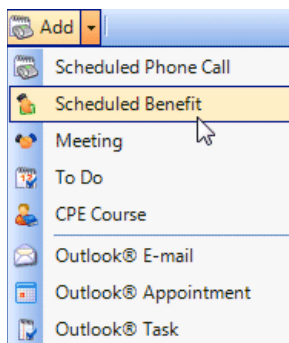 Add
Scheduled Phone Call
Scheduled Benefit
Meeting
To Do
CPE Course
Outlook® E-mail
Outlook® Appointment
Outlook® Task